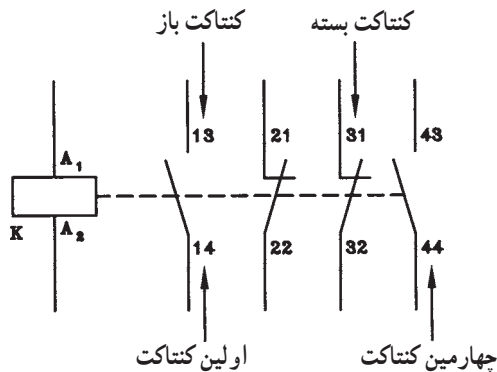 کنتاکت باز
کنتاکت بسته
13
21
31
43
A₁
K
A₂
14
22
32
44
اولین کنتاکت
چهارمین کنتاکت